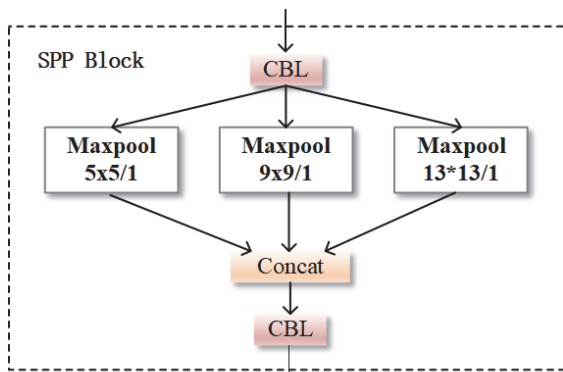 SPP Block
CBL
Maxpool
5x5/1
Maxpool
9x9/1
Maxpool
13*13/1
Concat
CBL